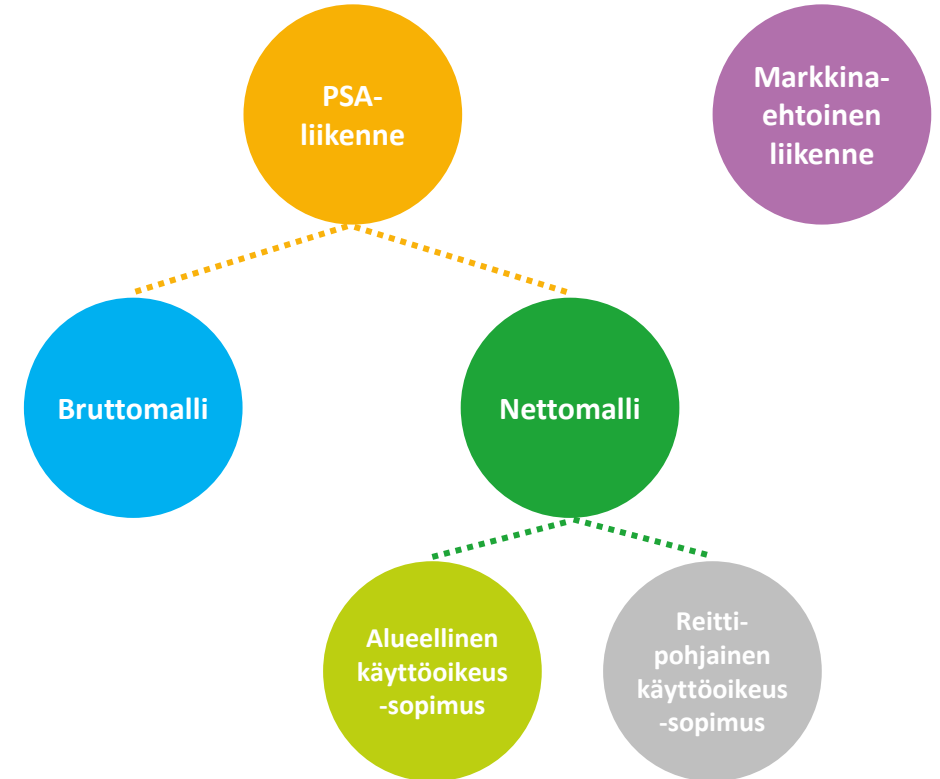 PSA-
liikenne
Markkina-
ehtoinen
liikenne
Bruttomalli
Nettomalli
Alueellinen
käyttöoikeus
-sopimus
Reitti-
pohjainen
käyttöoikeus
-sopimus